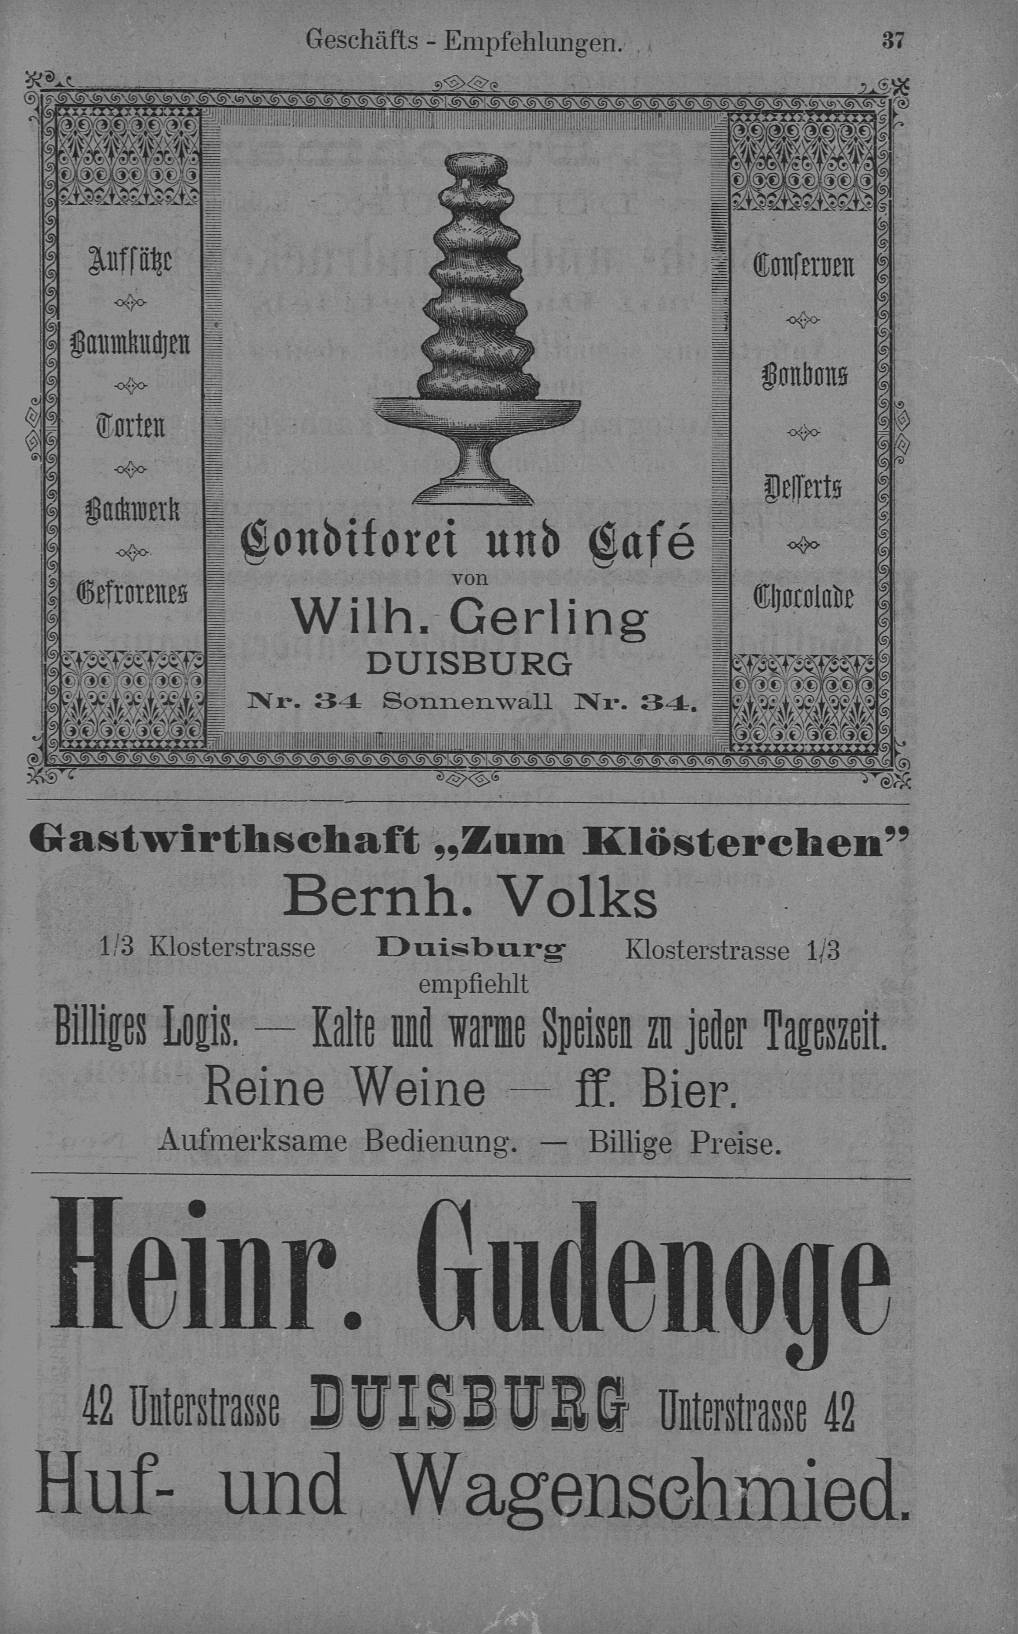 Geschäfts - Empfehlungen.
37
Aufsätze
Baumkuchen
Torten
Backwerk
Gefrorenes
Conserven
Bonbons
Desserts
Chocolade
Conditorei und Café
von
Wilh. Gerling
DUISBURG
Nr. 34 Sonnenwall Nr. 34.
Gastwirthschaft „Zum Klösterchen”
Bernh. Volks
1/3 Klosterstrasse Duisburg Klosterstrasse 1/3
empfiehlt
Billiges Logis. — Kalte und warme Speisen zu jeder Tageszeit.
Reine Weine — ff. Bier.
Aufmerksame Bedienung. — Billige Preise.
Heinr. Gudenoge
42 Unterstrasse DUISBURG Unterstrasse 42
Huf- und Wagenschmied.